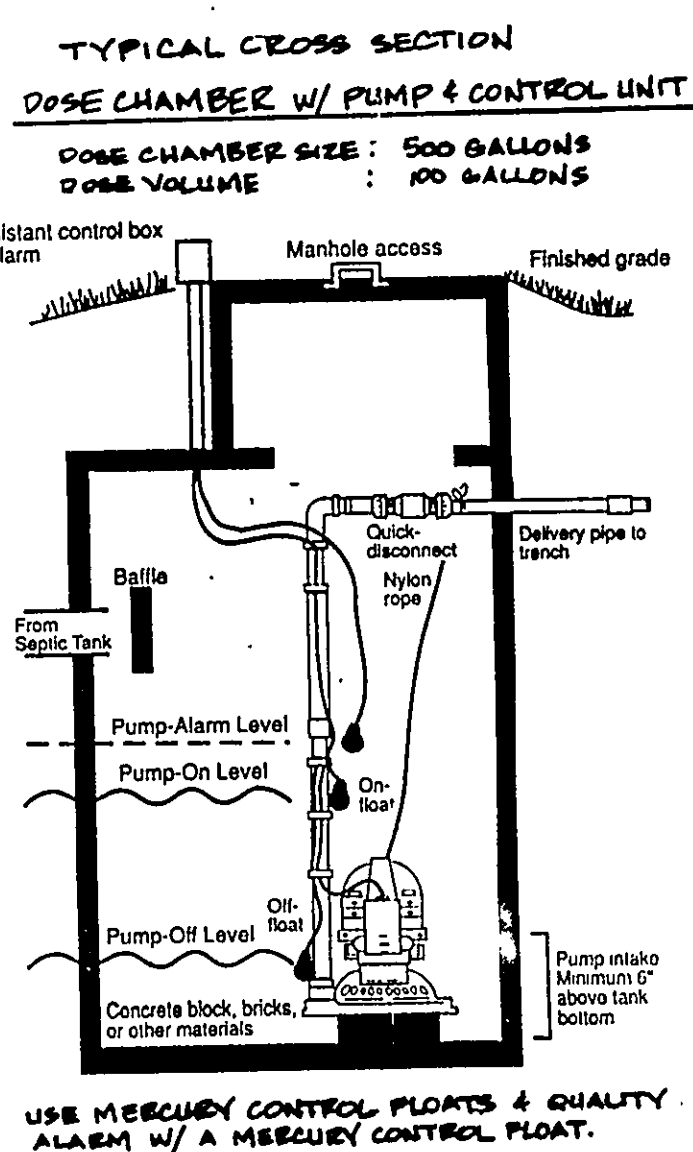 TYPICAL CROSS SECTION
DOSE CHAMBER W/ PUMP & CONTROL UNIT
DOSE CHAMBER SIZE: 500 GALLONS
DOSE VOLUME : 100 GALLONS
istant control box
larm
Manhole access
Finished grade
Quick-
disconnect
Delivery pipe to
trench
Nylon
rope
Baffle
From
Septic Tank
Pump-Alarm Level
Pump-On Level
On-
float
Off-
float
Pump-Off Level
Pump intake
Minimum 6"
above tank
bottom
Concrete block, bricks,
or other materials
USE MERCURY CONTROL FLOATS & QUALITY
ALARM W/ A MERCURY CONTROL FLOAT.